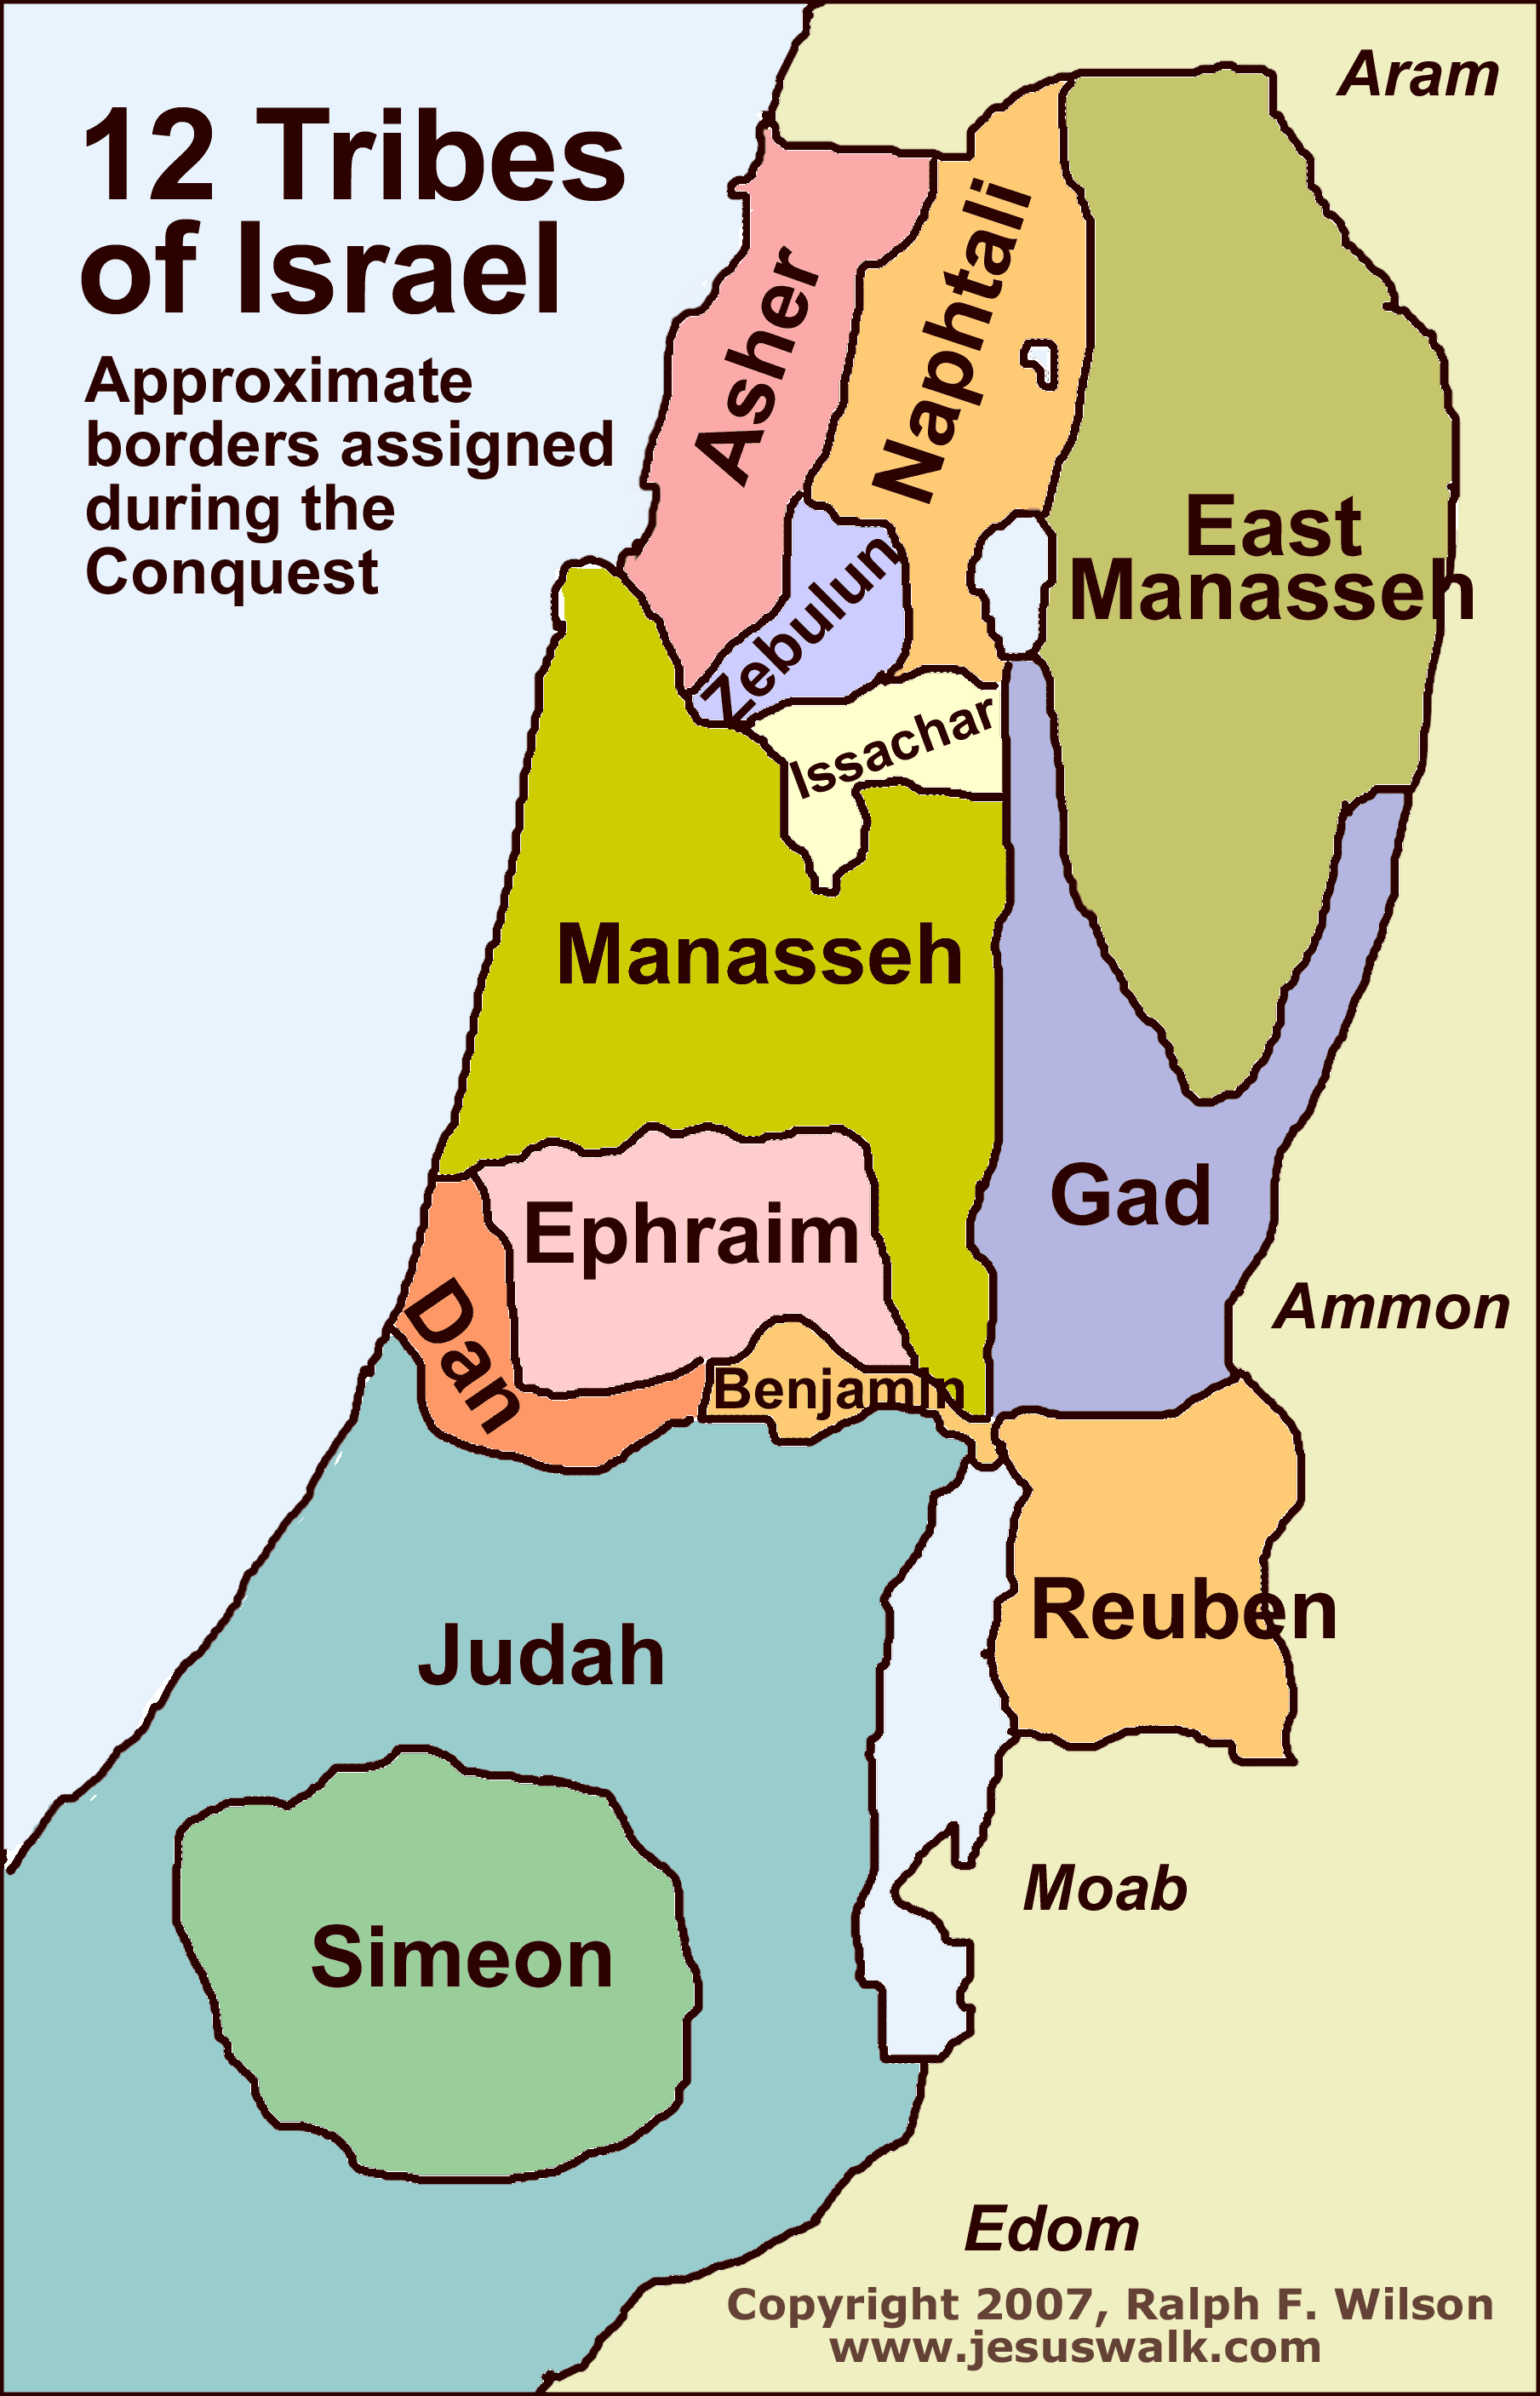 12 Tribes
of Israel
Approximate
borders assigned
during the
Conquest
Aram
Asher
Naphtali
East
Manasseh
Zebulun
Issachar
Manasseh
Gad
Ephraim
Dan
Benjamin
Ammon
Reuben
Judah
Moab
Simeon
Edom
Copyright 2007, Ralph F. Wilson
www.jesuswalk.com